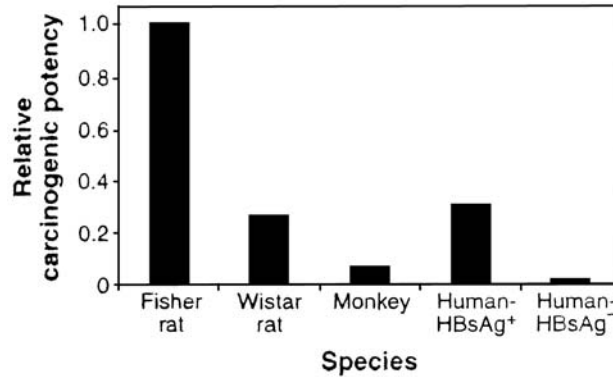 Relative
carcinogenic potency
1.0
0.8
0.6
0.4
0.2
0
Fisher
rat
Wistar
rat
Monkey
Human-
HBsAg⁺
Human-
HBsAg⁻
Species